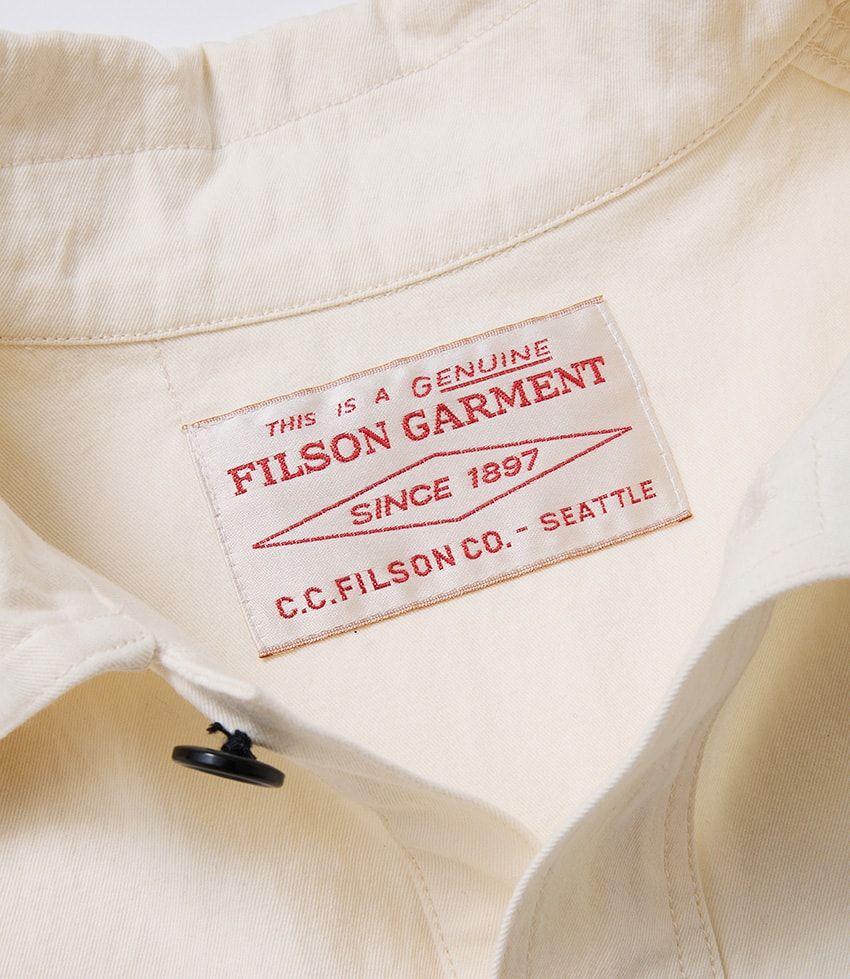 THIS IS A GENUINE
FILSON GARMENT
SINCE 1897
C.C.FILSON CO. - SEATTLE